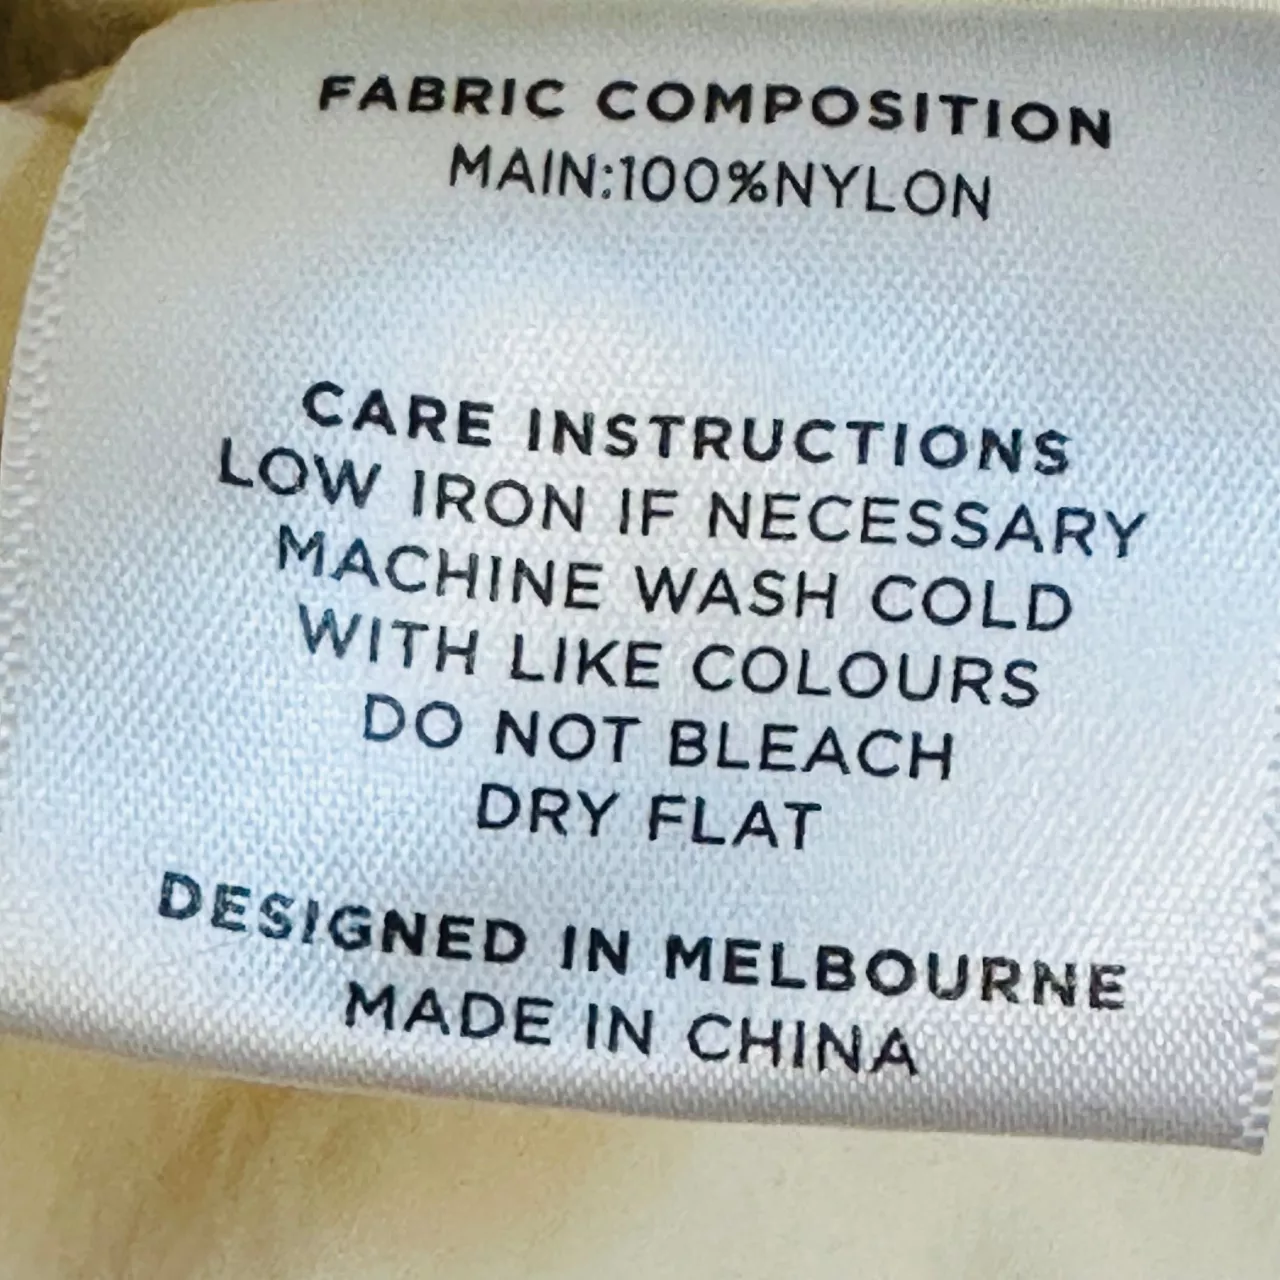 FABRIC COMPOSITION
MAIN:100%NYLON
CARE INSTRUCTIONS
LOW IRON IF NECESSARY
MACHINE WASH COLD
WITH LIKE COLOURS
DO NOT BLEACH
DRY FLAT
DESIGNED IN MELBOURNE
MADE IN CHINA